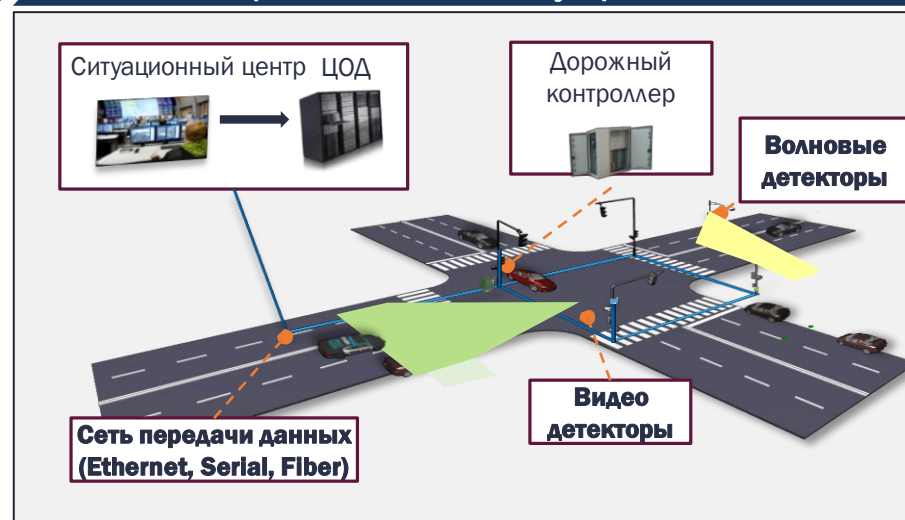 Ситуационный центр ЦОД
Дорожный
контроллер
Волновые
детекторы
Видео
детекторы
Сеть передачи данных
(Ethernet, Serial, Fiber)